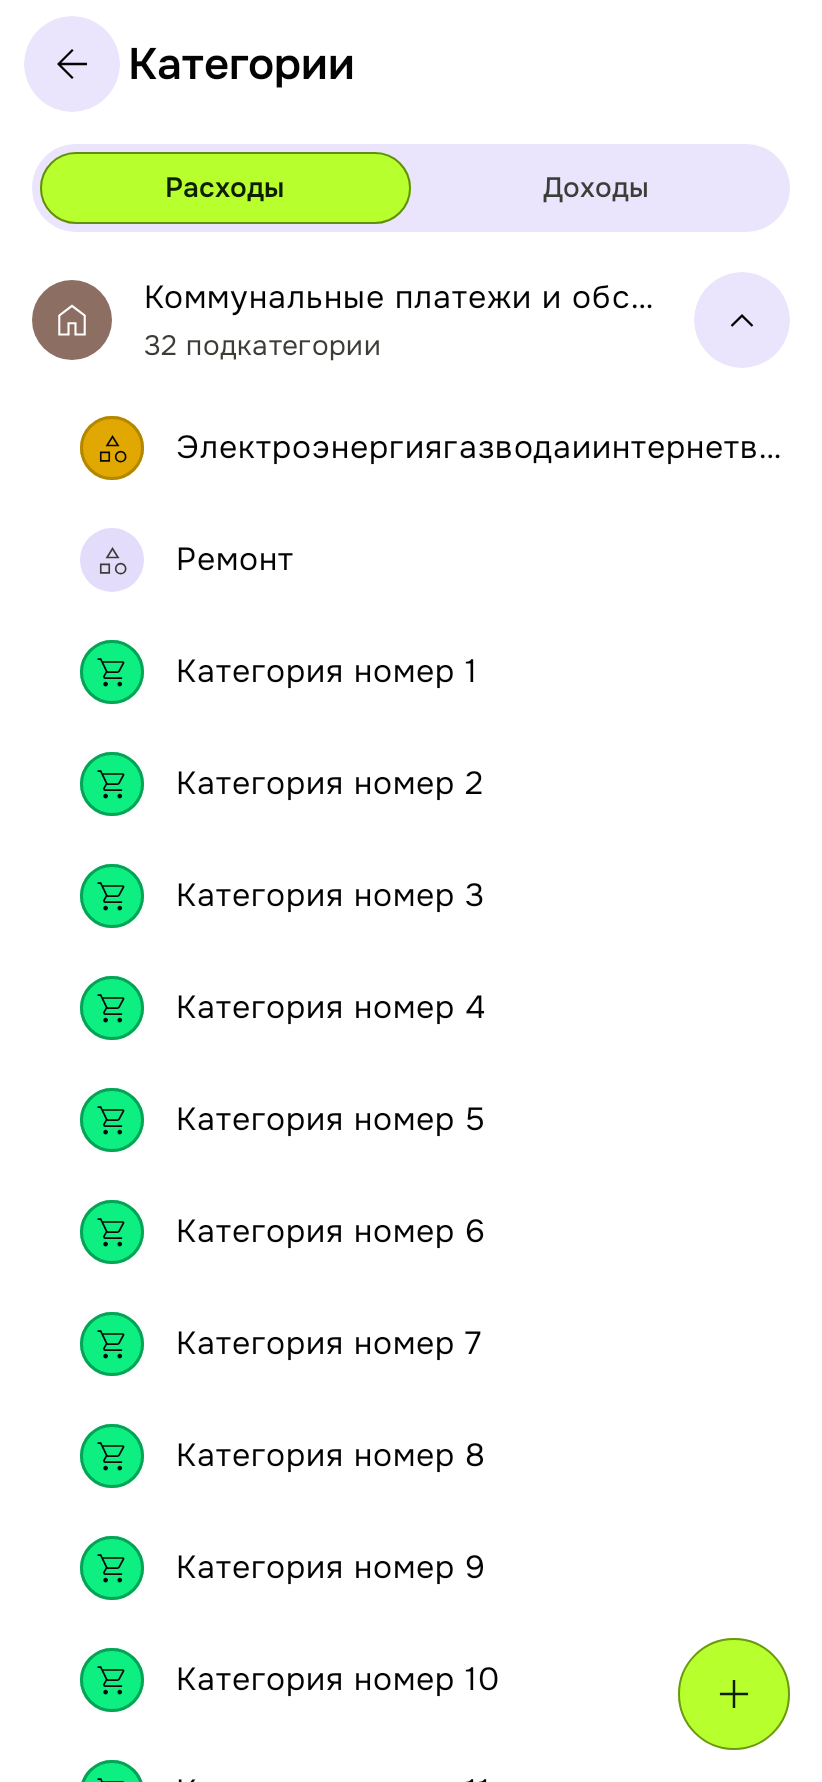 Категории
Расходы
Доходы
Коммунальные платежи и обс...
32 подкатегории
Электроэнергиягазводаиинтернетв...
Ремонт
Категория номер 1
Категория номер 2
Категория номер 3
Категория номер 4
Категория номер 5
Категория номер 6
Категория номер 7
Категория номер 8
Категория номер 9
Категория номер 10